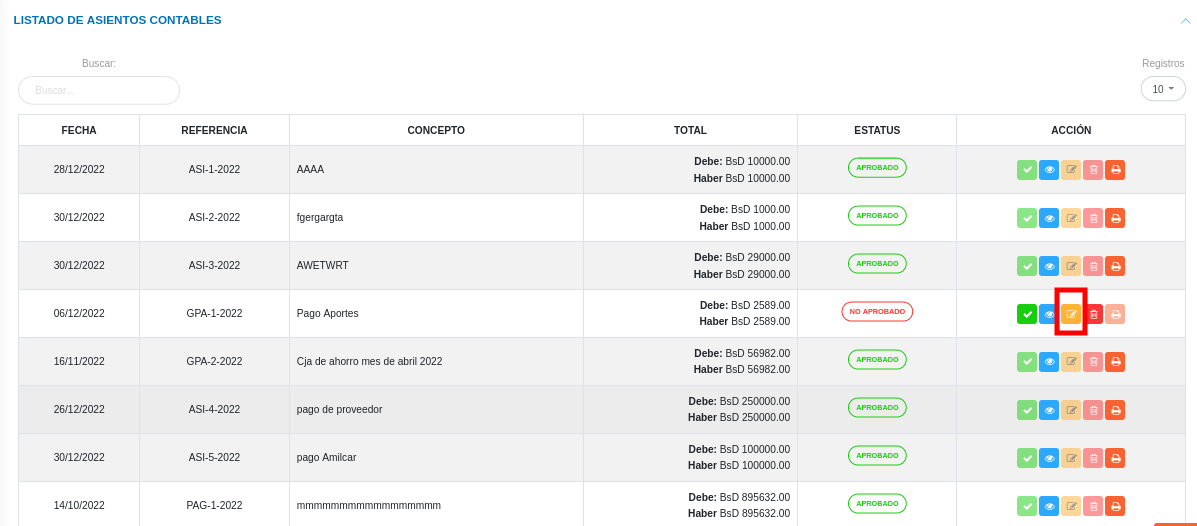 LISTADO DE ASIENTOS CONTABLES
Buscar:
Registros
Buscar...
10
FECHA REFERENCIA CONCEPTO TOTAL ESTATUS ACCIÓN
28/12/2022 ASI-1-2022 AAAA Debe: BsD 10000.00 APROBADO
Haber BsD 10000.00
30/12/2022 ASI-2-2022 fgergargta Debe: BsD 1000.00 APROBADO
Haber BsD 1000.00
30/12/2022 ASI-3-2022 AWETWRT Debe: BsD 29000.00 APROBADO
Haber BsD 29000.00
06/12/2022 GPA-1-2022 Pago Aportes Debe: BsD 2589.00 NO APROBADO
Haber BsD 2589.00
16/11/2022 GPA-2-2022 Cja de ahorro mes de abril 2022 Debe: BsD 56982.00 APROBADO
Haber BsD 56982.00
26/12/2022 ASI-4-2022 pago de proveedor Debe: BsD 250000.00 APROBADO
Haber BsD 250000.00
30/12/2022 ASI-5-2022 pago Amilcar Debe: BsD 100000.00 APROBADO
Haber BsD 100000.00
14/10/2022 PAG-1-2022 mmmmmmmmmmmmmmmmm Debe: BsD 895632.00 APROBADO
Haber BsD 895632.00